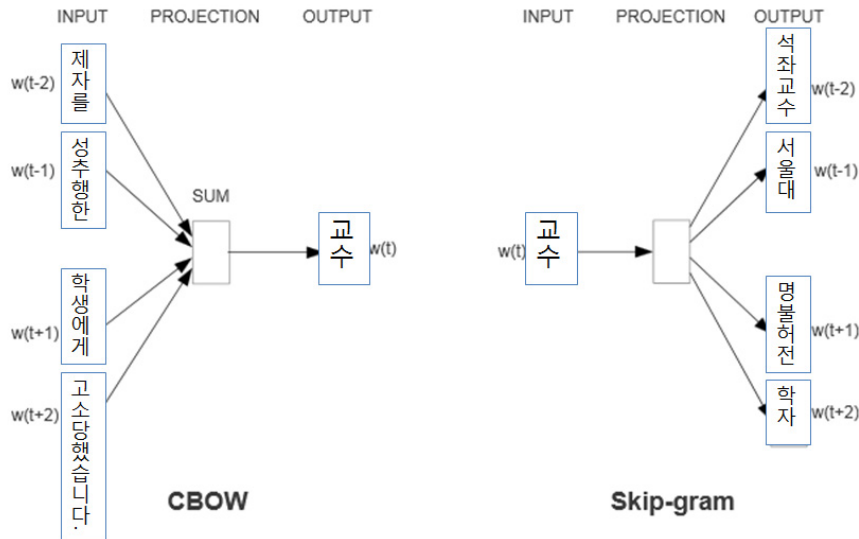 INPUT PROJECTION OUTPUT
w(t-2) 제자를
w(t-1) 성추행한
SUM
교수 w(t)
w(t+1) 학생에게
w(t+2) 고소당했습니다.
CBOW
INPUT PROJECTION OUTPUT
석좌교수 w(t-2)
서울대 w(t-1)
w(t) 교수
명불허전 w(t+1)
학자 w(t+2)
Skip-gram